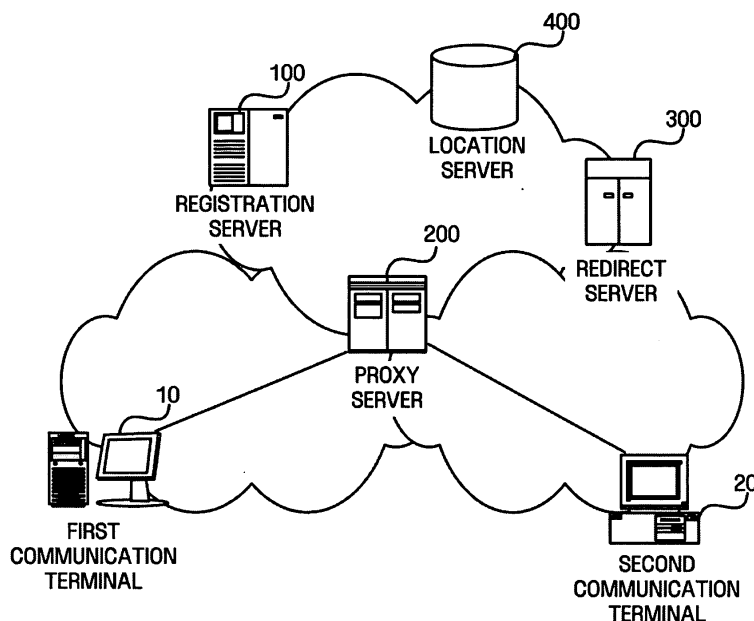 400
100
LOCATION
SERVER
300
REGISTRATION
SERVER
200
REDIRECT
SERVER
PROXY
SERVER
10
20
FIRST
COMMUNICATION
TERMINAL
SECOND
COMMUNICATION
TERMINAL